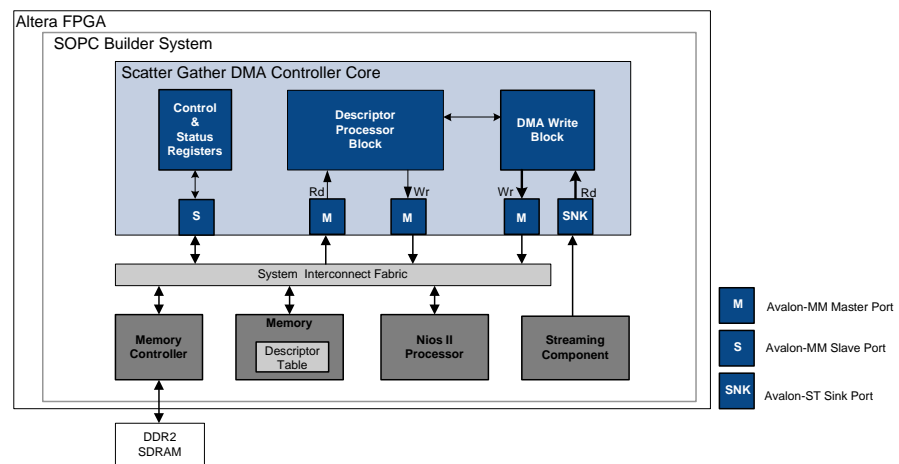 Altera FPGA
SOPC Builder System
Scatter Gather DMA Controller Core
Control
&
Status
Registers
Descriptor
Processor
Block
DMA Write
Block
Rd
Wr
Wr
Rd
S
M
M
M
SNK
System Interconnect Fabric
Memory
Controller
Memory
Descriptor
Table
Nios II
Processor
Streaming
Component
DDR2
SDRAM
M
Avalon-MM Master Port
S
Avalon-MM Slave Port
SNK
Avalon-ST Sink Port